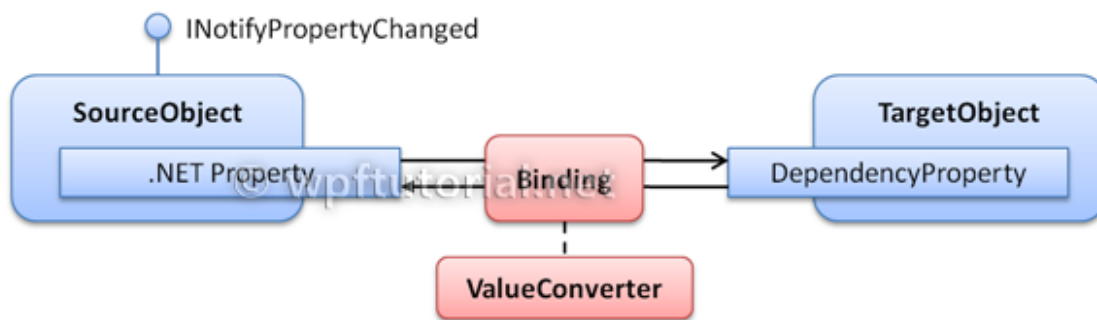 INotifyPropertyChanged
SourceObject
TargetObject
.NET Property
Binding
DependencyProperty
© wpftutorial.net
ValueConverter